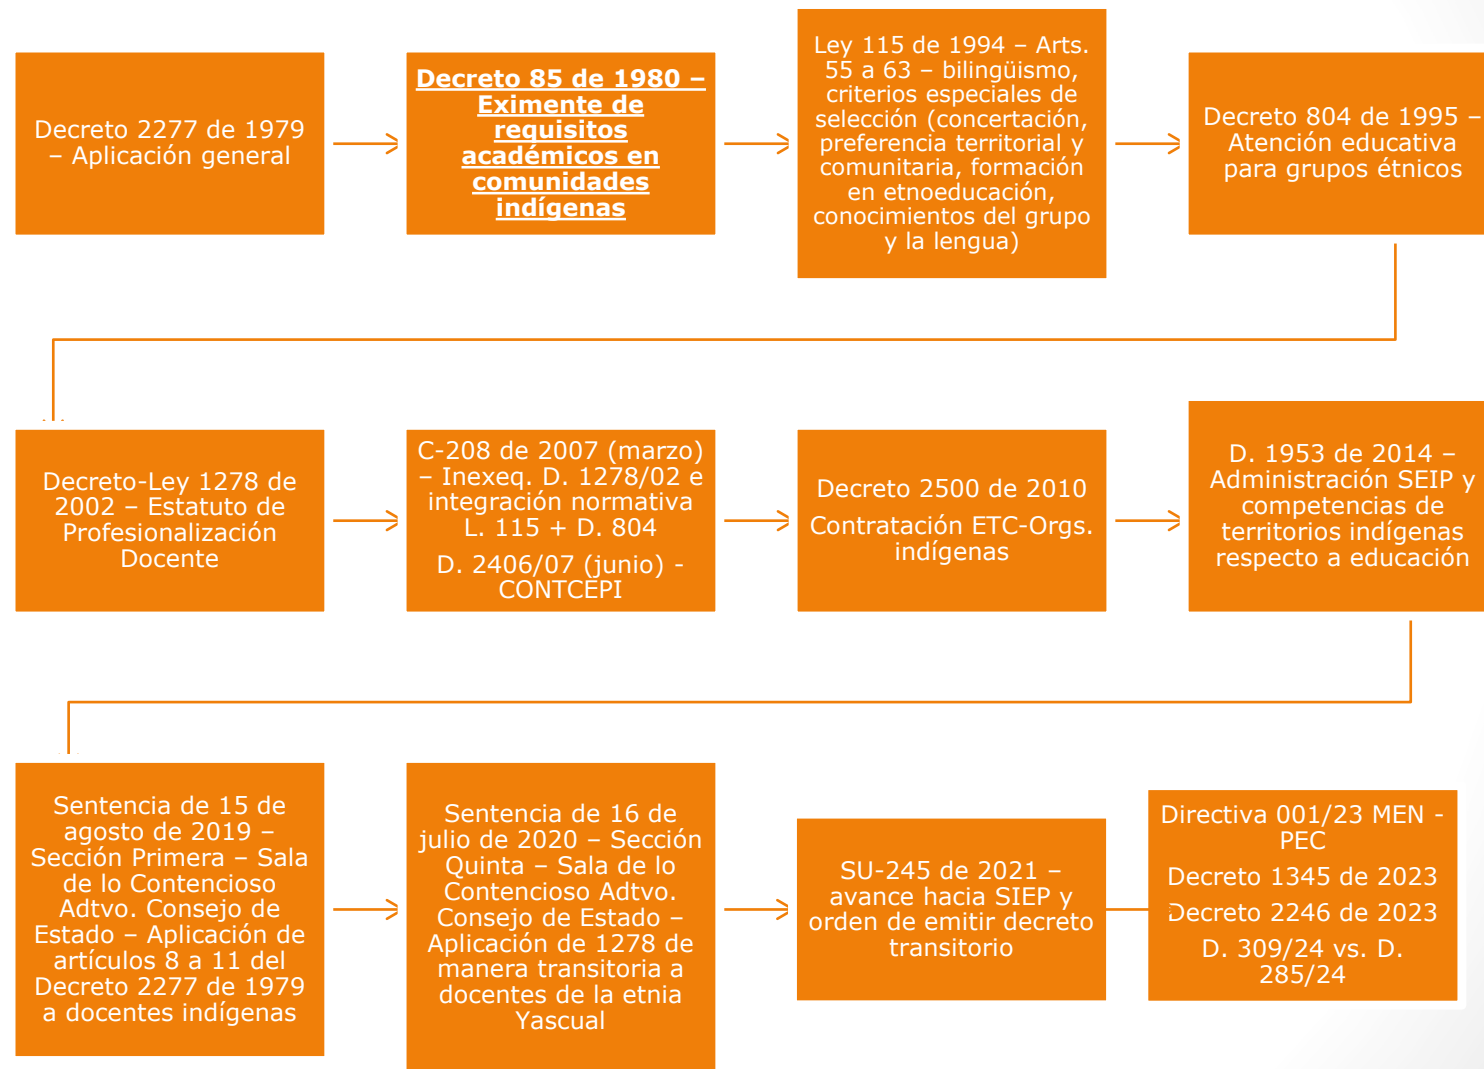 Decreto 2277 de 1979
– Aplicación general
Decreto 85 de 1980 –
Eximente de
requisitos
académicos en
comunidades
indígenas
Ley 115 de 1994 – Arts.
55 a 63 – bilingüismo,
criterios especiales de
selección (concertación,
preferencia territorial y
comunitaria, formación
en etnoeducación,
conocimientos del grupo
y la lengua)
Decreto 804 de 1995 –
Atención educativa
para grupos étnicos
Decreto-Ley 1278 de
2002 – Estatuto de
Profesionalización
Docente
C-208 de 2007 (marzo)
– Inexeq. D. 1278/02 e
integración normativa
L. 115 + D. 804
D. 2406/07 (junio) -
CONTCEPI
Decreto 2500 de 2010
Contratación ETC-Orgs.
indígenas
D. 1953 de 2014 –
Administración SEIP y
competencias de
territorios indígenas
respecto a educación
Sentencia de 15 de
agosto de 2019 –
Sección Primera – Sala
de lo Contencioso
Adtvo. Consejo de
Estado – Aplicación de
artículos 8 a 11 del
Decreto 2277 de 1979
a docentes indígenas
Sentencia de 16 de
julio de 2020 – Sección
Quinta – Sala de lo
Contencioso Adtvo.
Consejo de Estado –
Aplicación de 1278 de
manera transitoria a
docentes de la etnia
Yascual
SU-245 de 2021 –
avance hacia SIEP y
orden de emitir decreto
transitorio
Directiva 001/23 MEN -
PEC
Decreto 1345 de 2023
Decreto 2246 de 2023
D. 309/24 vs. D.
285/24